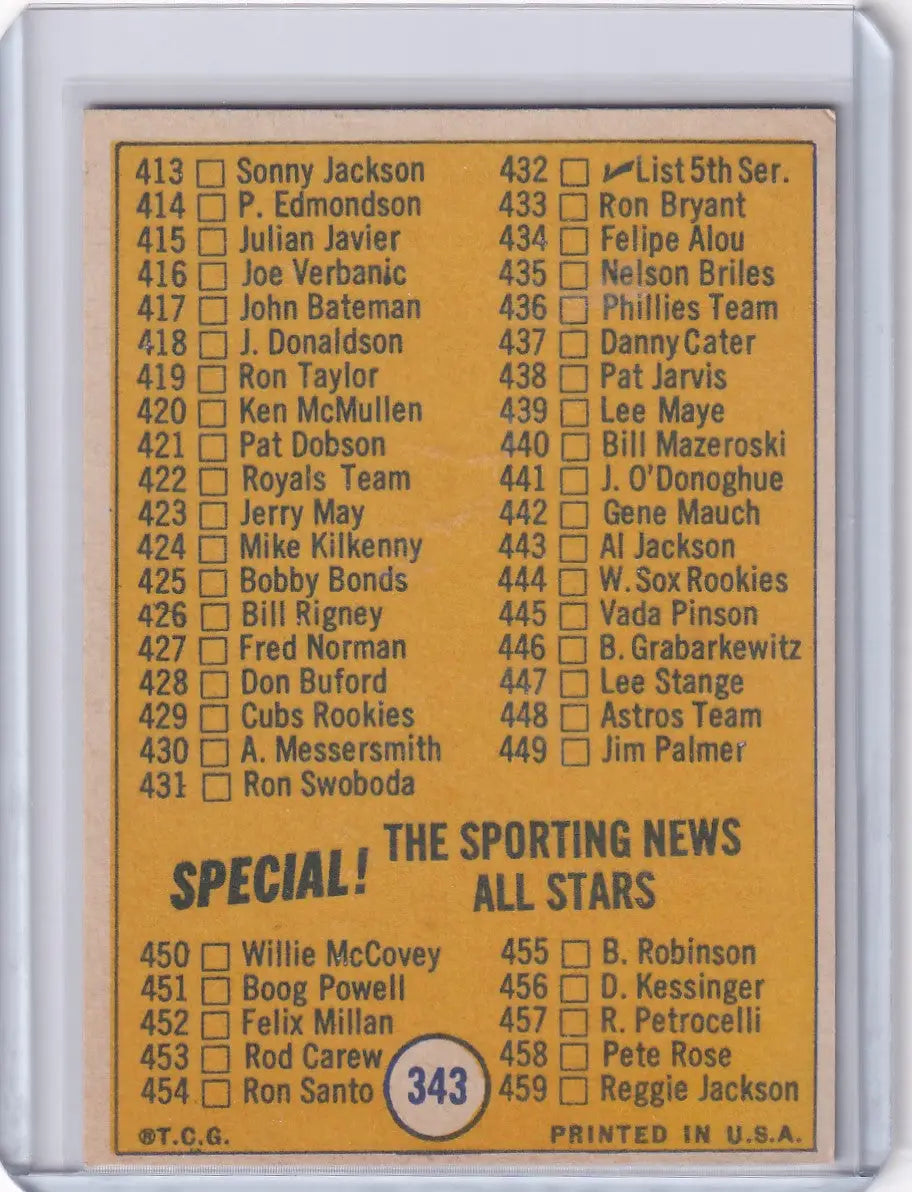 413 Sonny Jackson
414 P. Edmondson
415 Julian Javier
416 Joe Verbanic
417 John Bateman
418 J. Donaldson
419 Ron Taylor
420 Ken McMullen
421 Pat Dobson
422 Royals Team
423 Jerry May
424 Mike Kilkenny
425 Bobby Bonds
426 Bill Rigney
427 Fred Norman
428 Don Buford
429 Cubs Rookies
430 A. Messersmith
431 Ron Swoboda
432 ✓List 5th Ser.
433 Ron Bryant
434 Felipe Alou
435 Nelson Briles
436 Phillies Team
437 Danny Cater
438 Pat Jarvis
439 Lee Maye
440 Bill Mazeroski
441 J. O'Donoghue
442 Gene Mauch
443 Al Jackson
444 W. Sox Rookies
445 Vada Pinson
446 B. Grabarkewitz
447 Lee Stange
448 Astros Team
449 Jim Palmer
SPECIAL! THE SPORTING NEWS
ALL STARS
450 Willie McCovey
451 Boog Powell
452 Felix Millan
453 Rod Carew
454 Ron Santo
455 B. Robinson
456 D. Kessinger
457 R. Petrocelli
458 Pete Rose
459 Reggie Jackson
343
®T.C.G.
PRINTED IN U.S.A.